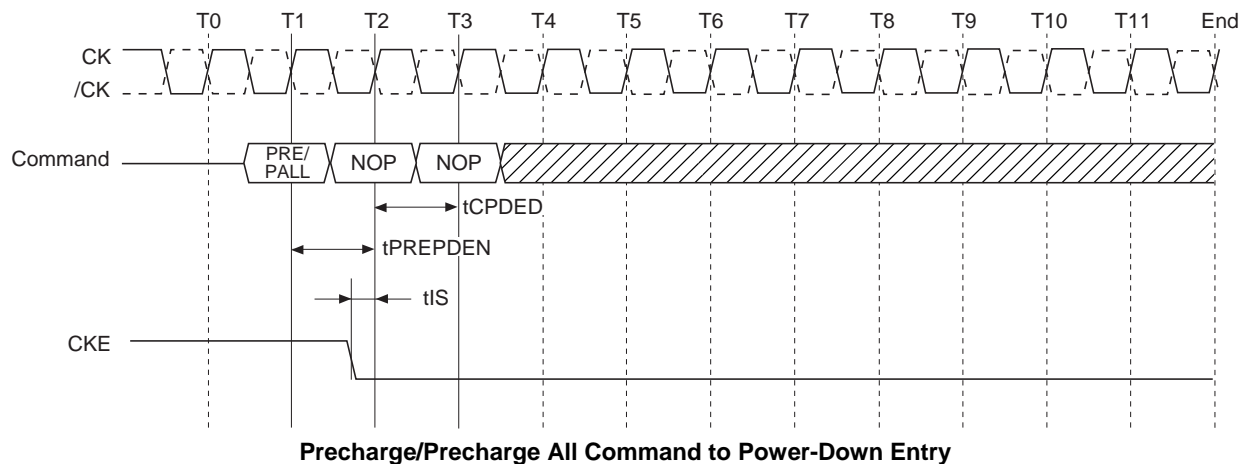 T0 T1 T2 T3 T4 T5 T6 T7 T8 T9 T10 T11 End
CK
/CK
Command
PRE/
PALL
NOP
NOP
tCPDED
tPREPDEN
tIS
CKE
Precharge/Precharge All Command to Power-Down Entry